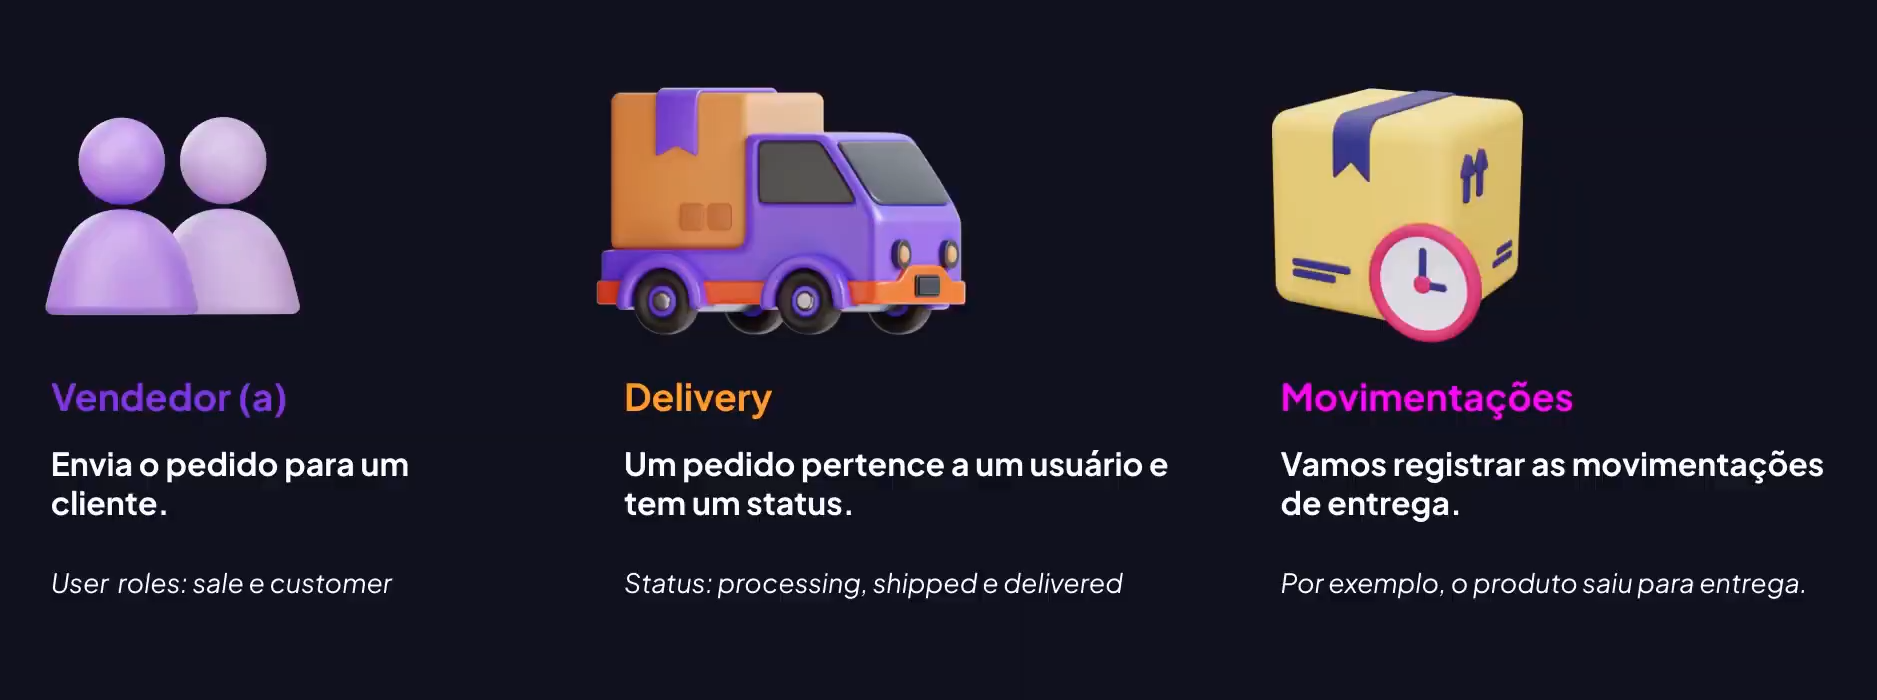 Vendedor (a)
Envia o pedido para um
cliente.
User roles: sale e customer
Delivery
Um pedido pertence a um usuário e
tem um status.
Status: processing, shipped e delivered
Movimentações
Vamos registrar as movimentações
de entrega.
Por exemplo, o produto saiu para entrega.